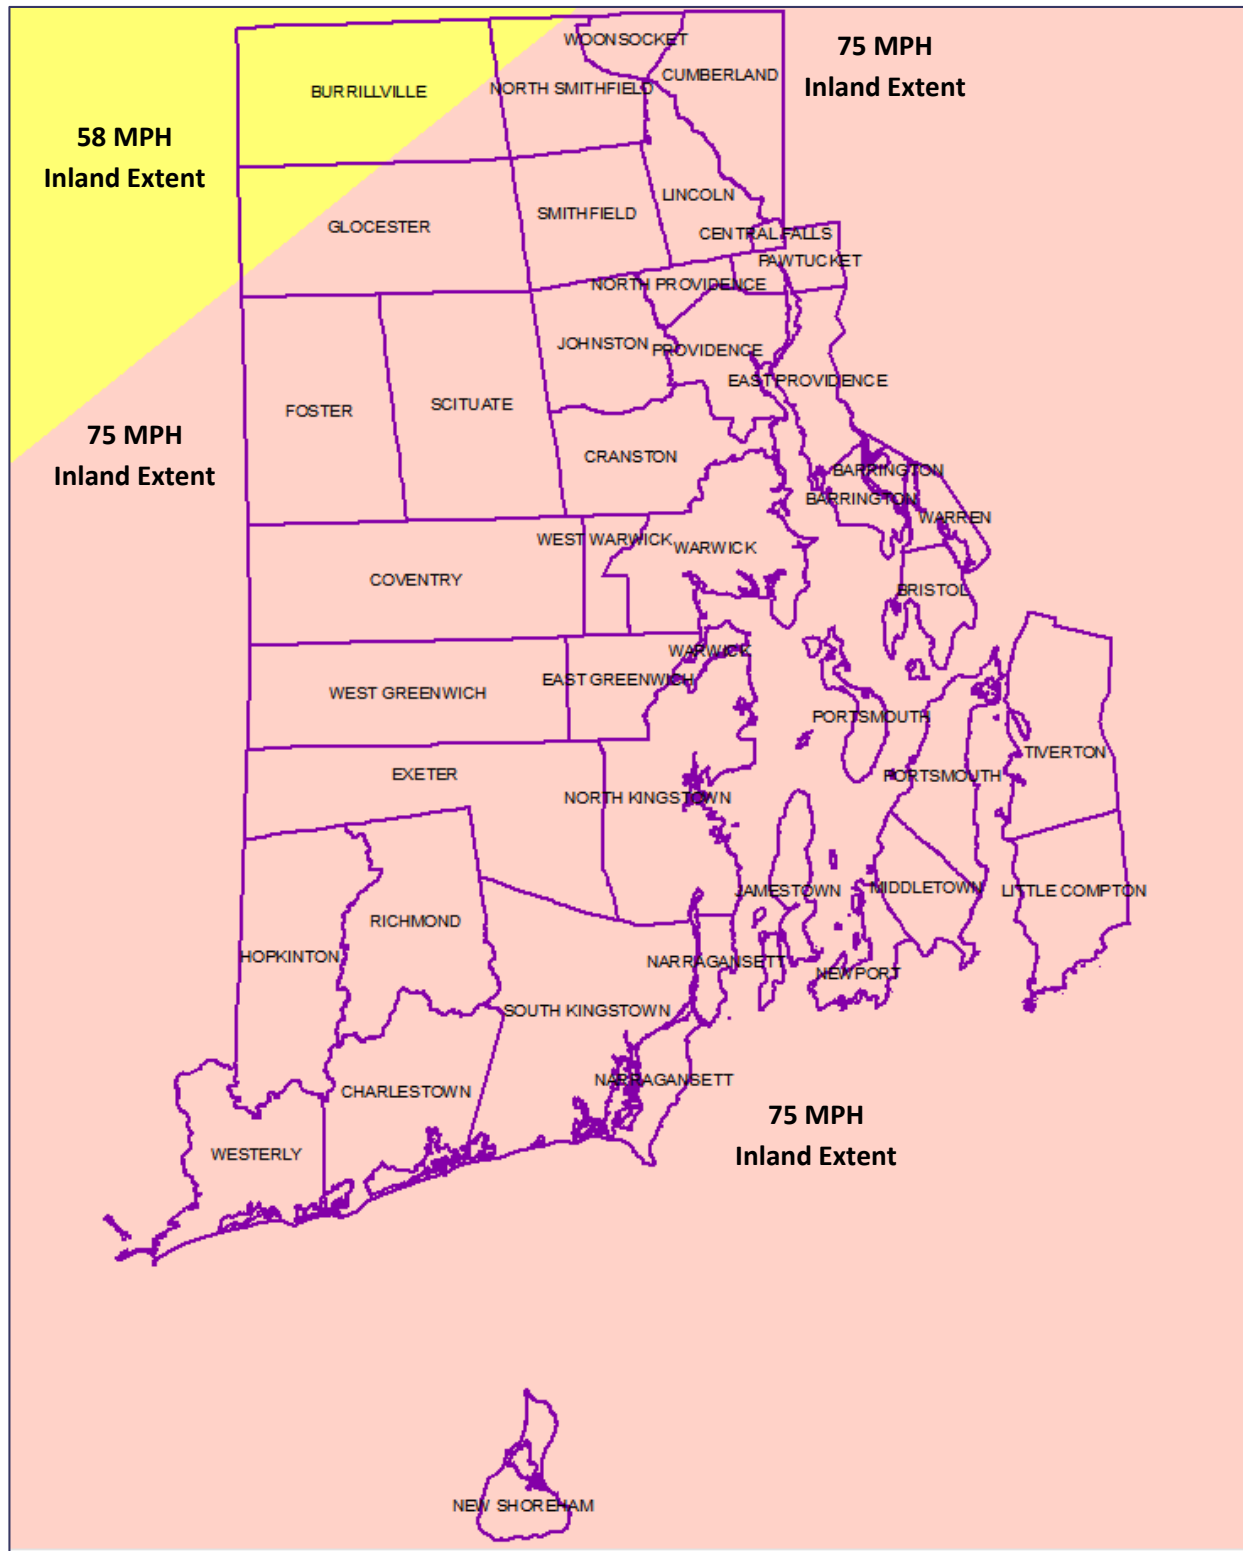 WOONSOCKET
75 MPH
Inland Extent
CUMBERLAND
BURRILLVILLE
NORTH SMITHFIELD
58 MPH
Inland Extent
LINCOLN
SMITHFIELD
GLOCESTER
CENTRAL FALLS
PAWTUCKET
NORTH PROVIDENCE
JOHNSTON
PROVIDENCE
EAST PROVIDENCE
FOSTER
SCITUATE
75 MPH
Inland Extent
CRANSTON
BARRINGTON
BARRINGTON
WARREN
WEST WARWICK
WARWICK
COVENTRY
BRISTOL
WARWICK
EAST GREENWICH
WEST GREENWICH
PORTSMOUTH
TIVERTON
EXETER
PORTSMOUTH
NORTH KINGSTOWN
JAMESTOWN
MIDDLETOWN
LITTLE COMPTON
RICHMOND
HOPKINTON
NARRAGANSETT
NEWPORT
SOUTH KINGSTOWN
NARRAGANSETT
CHARLESTOWN
75 MPH
Inland Extent
WESTERLY
NEW SHOREHAM